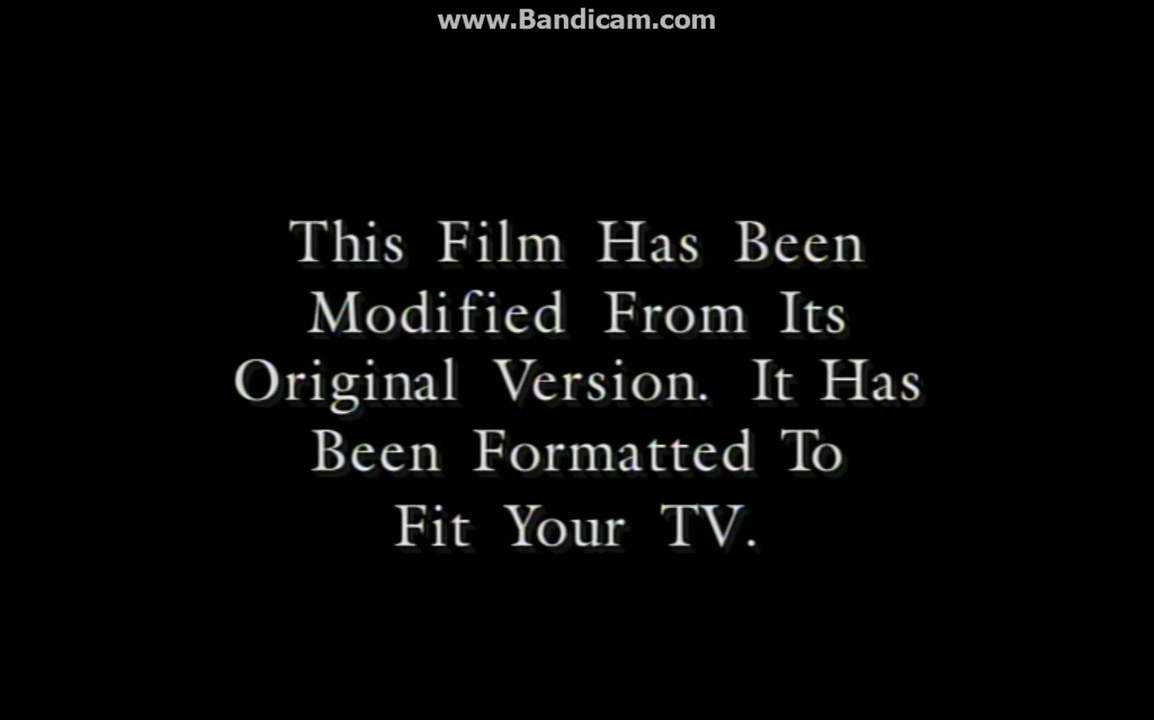 www.Bandicam.com
This Film Has Been
Modified From Its
Original Version. It Has
Been Formatted To
Fit Your TV.